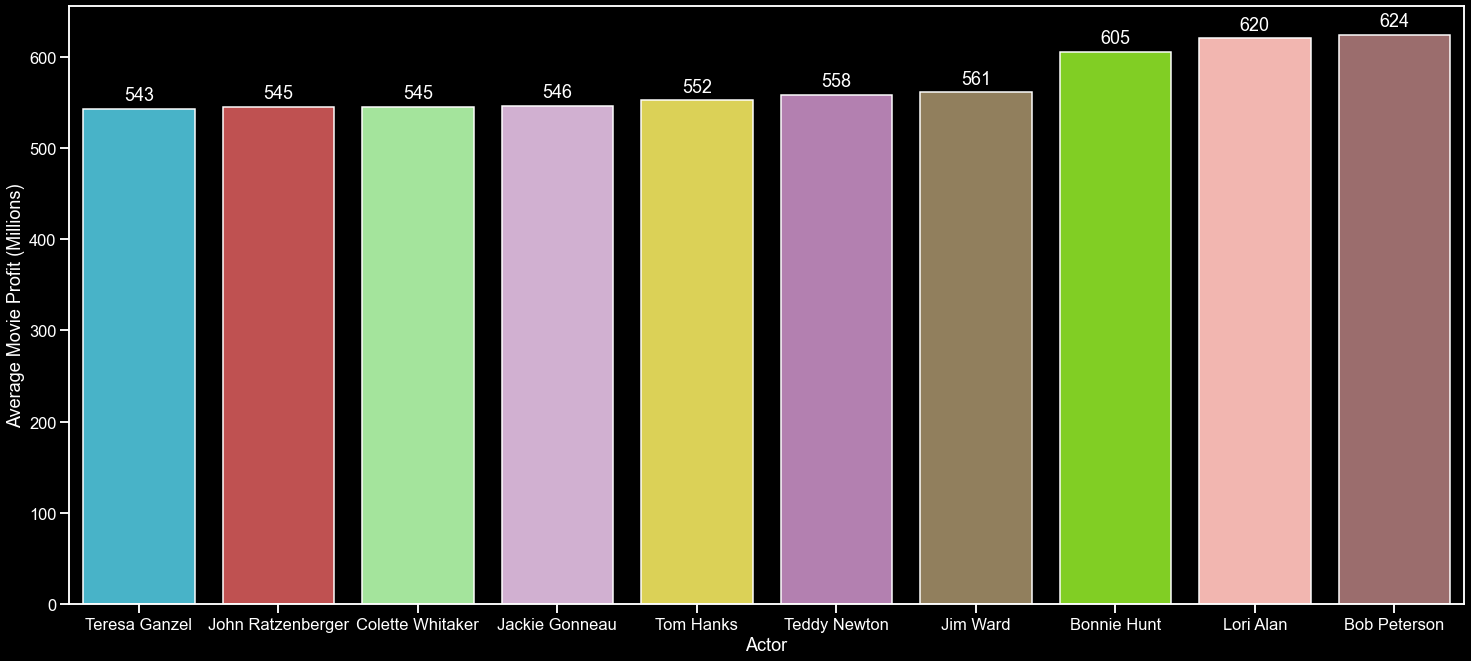 Average Movie Profit (Millions)
600
500
400
300
200
100
0
543
545
545
546
552
558
561
605
620
624
Teresa Ganzel
John Ratzenberger
Colette Whitaker
Jackie Gonneau
Tom Hanks
Teddy Newton
Jim Ward
Bonnie Hunt
Lori Alan
Bob Peterson
Actor